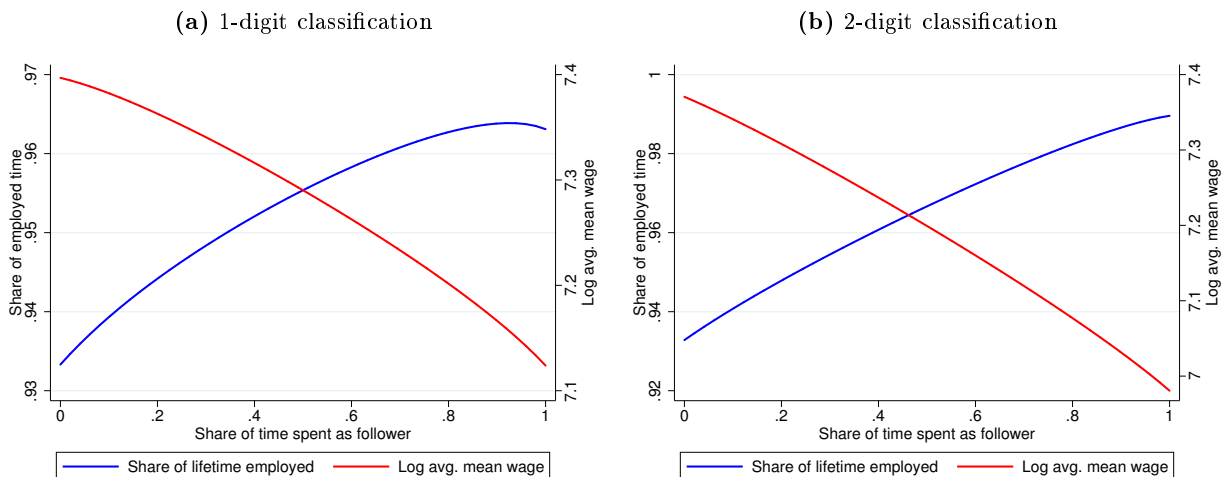 (a) 1-digit classification
.97
.96
.95
.94
.93
Share of employed time
7.4
7.3
7.2
7.1
Log avg. mean wage
0 .2 .4 .6 .8 1
Share of time spent as follower
Share of lifetime employed Log avg. mean wage
(b) 2-digit classification
1
.98
.96
.94
.92
Share of employed time
7.4
7.3
7.2
7.1
7
Log avg. mean wage
0 .2 .4 .6 .8 1
Share of time spent as follower
Share of lifetime employed Log avg. mean wage